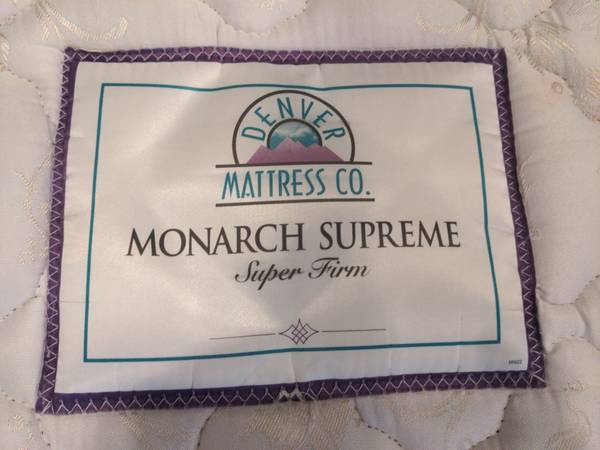 DENVER
MATTRESS CO.
MONARCH SUPREME
Super Firm